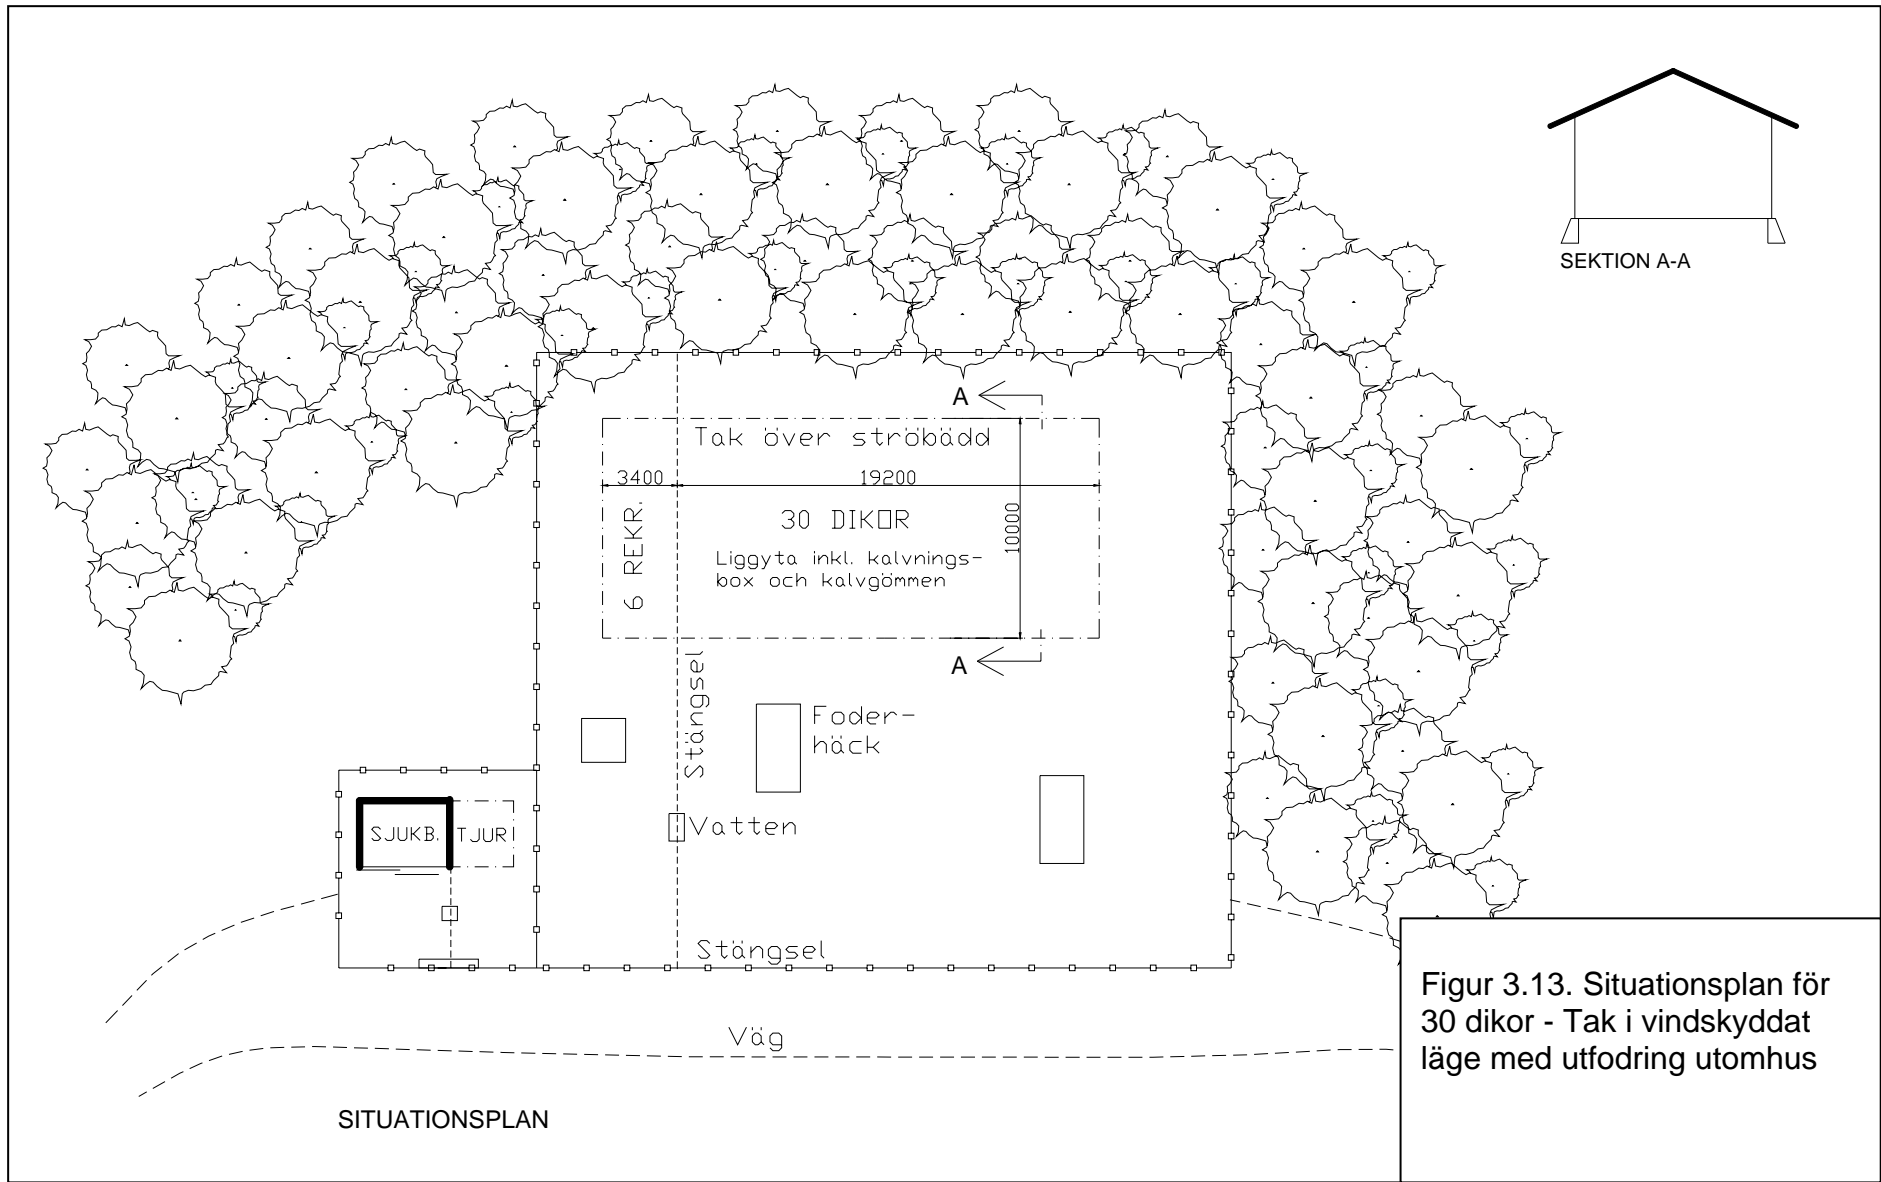 SEKTION A-A
A
Tak över ströbädd
3400
19200
6 REKR.
30 DIKOR
10000
Liggyta inkl. kalvnings-
box och kalvgömmen
A
Stängsel
Foder-
häck
SJUKB.
TJUR
Vatten
Stängsel
Väg
SITUATIONSPLAN
Figur 3.13. Situationsplan för
30 dikor - Tak i vindskyddat
läge med utfodring utomhus